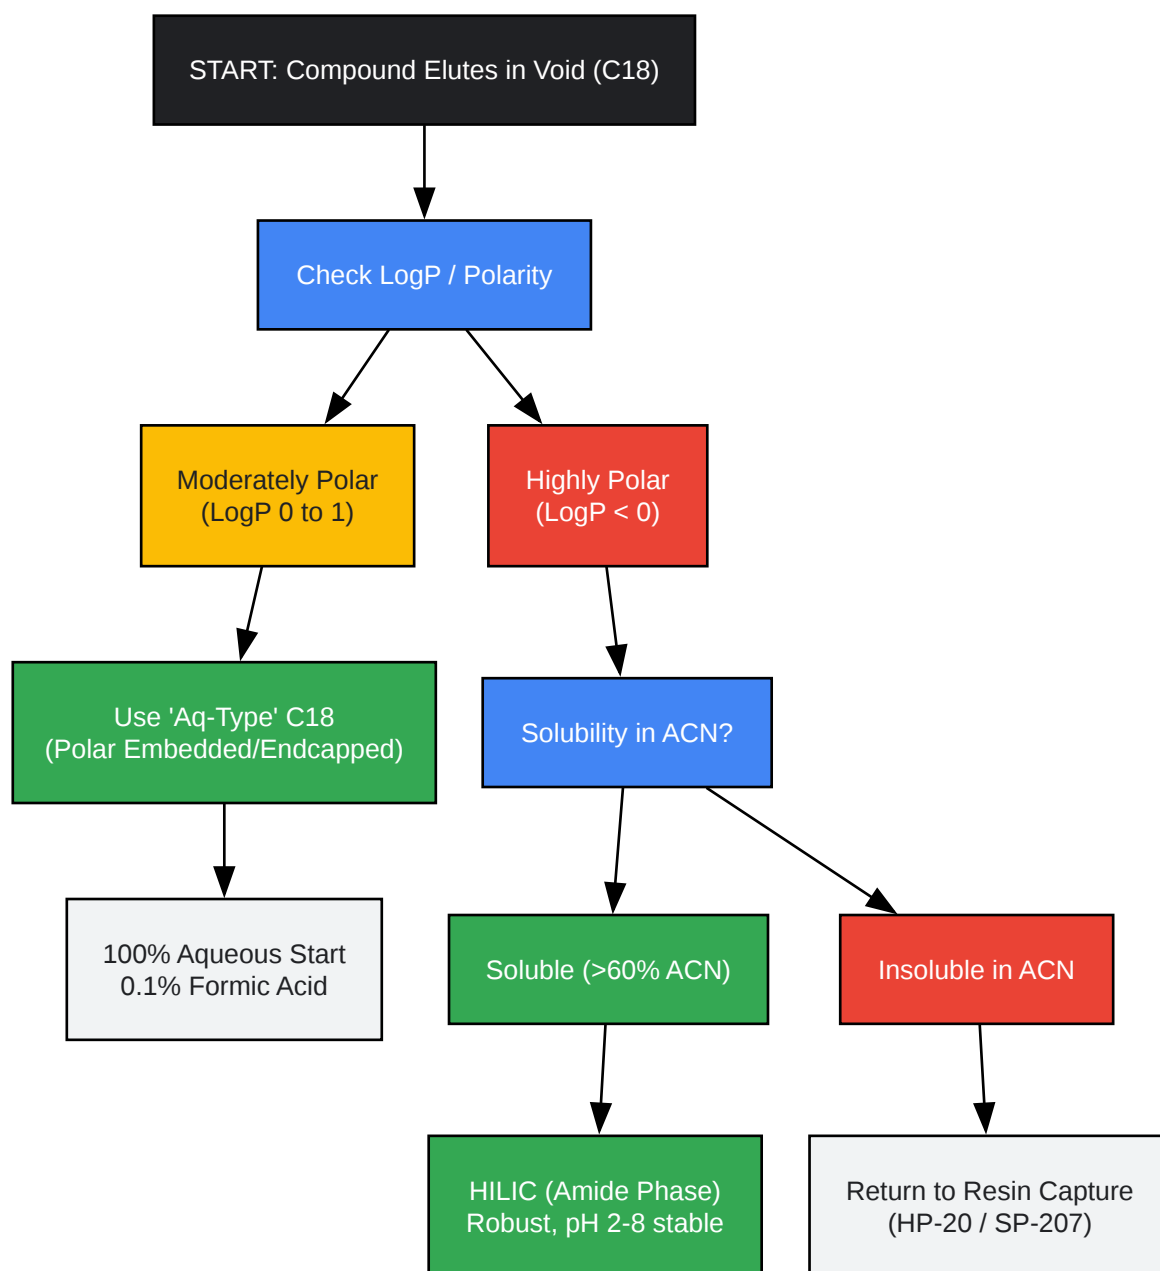 START: Compound Elutes in Void (C18)
Check LogP / Polarity
Moderately Polar
(LogP 0 to 1)
Highly Polar
(LogP < 0)
Use 'Aq-Type' C18
(Polar Embedded/Endcapped)
Solubility in ACN?
100% Aqueous Start
0.1% Formic Acid
Soluble (>60% ACN)
Insoluble in ACN
HILIC (Amide Phase)
Robust, pH 2-8 stable
Return to Resin Capture
(HP-20 / SP-207)